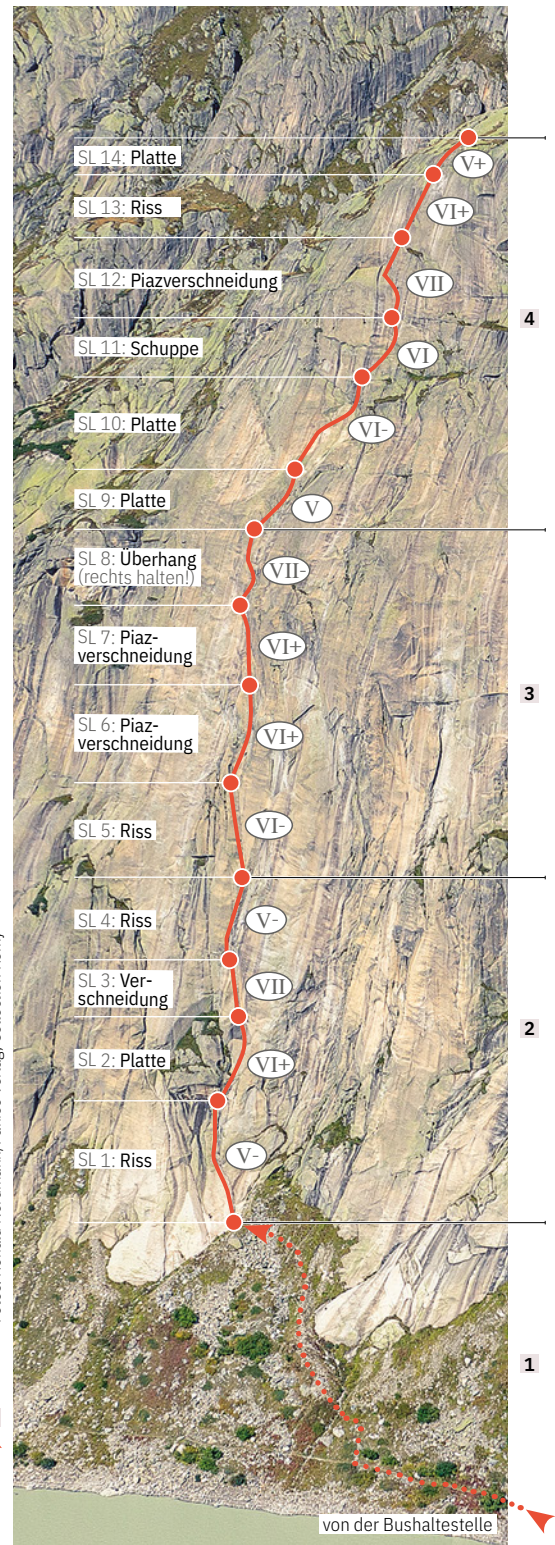 SL 14: Platte
V+
SL 13: Riss
VI+
SL 12: Piazverschneidung
VII
4
SL 11: Schuppe
VI
SL 10: Platte
VI-
SL 9: Platte
V
SL 8: Überhang
(rechts halten!)
VII-
SL 7: Piaz-
verschneidung
VI+
3
SL 6: Piaz-
verschneidung
VI+
SL 5: Riss
VI-
SL 4: Riss
V-
SL 3: Ver-
schneidung
VII
2
SL 2: Platte
VI+
SL 1: Riss
V-
1
von der Bushaltestelle